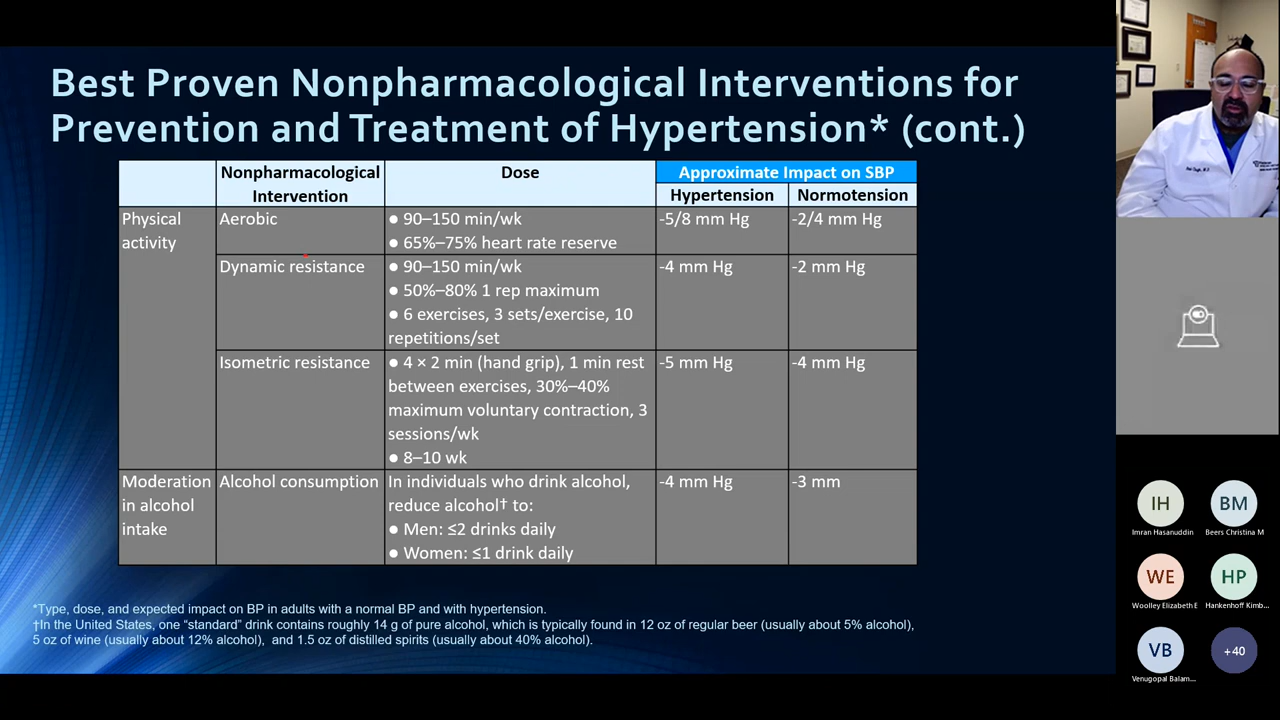 Best Proven Nonpharmacological Interventions for
Prevention and Treatment of Hypertension* (cont.)
Nonpharmacological
Intervention
Dose
Approximate Impact on SBP
Hypertension
Normotension
Physical
activity
Aerobic
● 90–150 min/wk
● 65%–75% heart rate reserve
-5/8 mm Hg
-2/4 mm Hg
Dynamic resistance
● 90–150 min/wk
● 50%–80% 1 rep maximum
● 6 exercises, 3 sets/exercise, 10
repetitions/set
-4 mm Hg
-2 mm Hg
Isometric resistance
● 4 × 2 min (hand grip), 1 min rest
between exercises, 30%–40%
maximum voluntary contraction, 3
sessions/wk
● 8–10 wk
-5 mm Hg
-4 mm Hg
Moderation
in alcohol
intake
Alcohol consumption
In individuals who drink alcohol,
reduce alcohol† to:
● Men: ≤2 drinks daily
● Women: ≤1 drink daily
-4 mm Hg
-3 mm
*Type, dose, and expected impact on BP in adults with a normal BP and with hypertension.
†In the United States, one “standard” drink contains roughly 14 g of pure alcohol, which is typically found in 12 oz of regular beer (usually about 5% alcohol),
5 oz of wine (usually about 12% alcohol), and 1.5 oz of distilled spirits (usually about 40% alcohol).
IH
Imran Hasanuddin
BM
Beers Christina M
WE
Woolley Elizabeth E
HP
Hankenhoff Kimb...
VB
Venugopal Balam...
+40